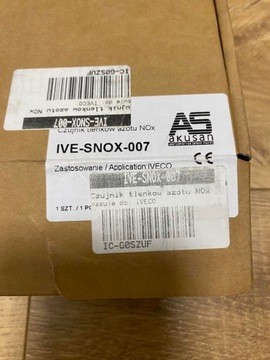 IVE-SNOX-007
Czujnik tlenków azotu NOx
IC-G0SZUF
AS
akusan
Czujnik tlenków azotu NOx
IVE-SNOX-007
CE
Zastosowanie / Application IVECO
1 SZT. / 1
IVE-SNOX-007
Czujnik tlenków azotu NOx
pasuje do: IVECO
IC-G0SZUF